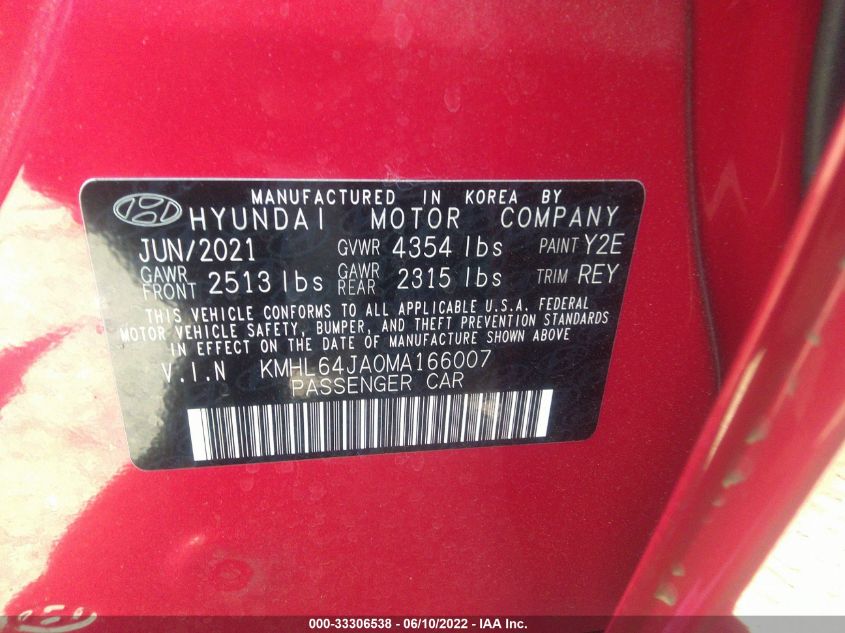 MANUFACTURED IN KOREA BY
HYUNDAI MOTOR COMPANY
JUN/2021 GVWR 4354 lbs PAINT Y2E
GAWR FRONT 2513 lbs GAWR REAR 2315 lbs TRIM REY
THIS VEHICLE CONFORMS TO ALL APPLICABLE U.S.A. FEDERAL
MOTOR VEHICLE SAFETY, BUMPER, AND THEFT PREVENTION STANDARDS
IN EFFECT ON THE DATE OF MANUFACTURE SHOWN ABOVE
V.I.N KMHL64JA0MA166007
PASSENGER CAR
000-33306538 - 06/10/2022 - IAA Inc.